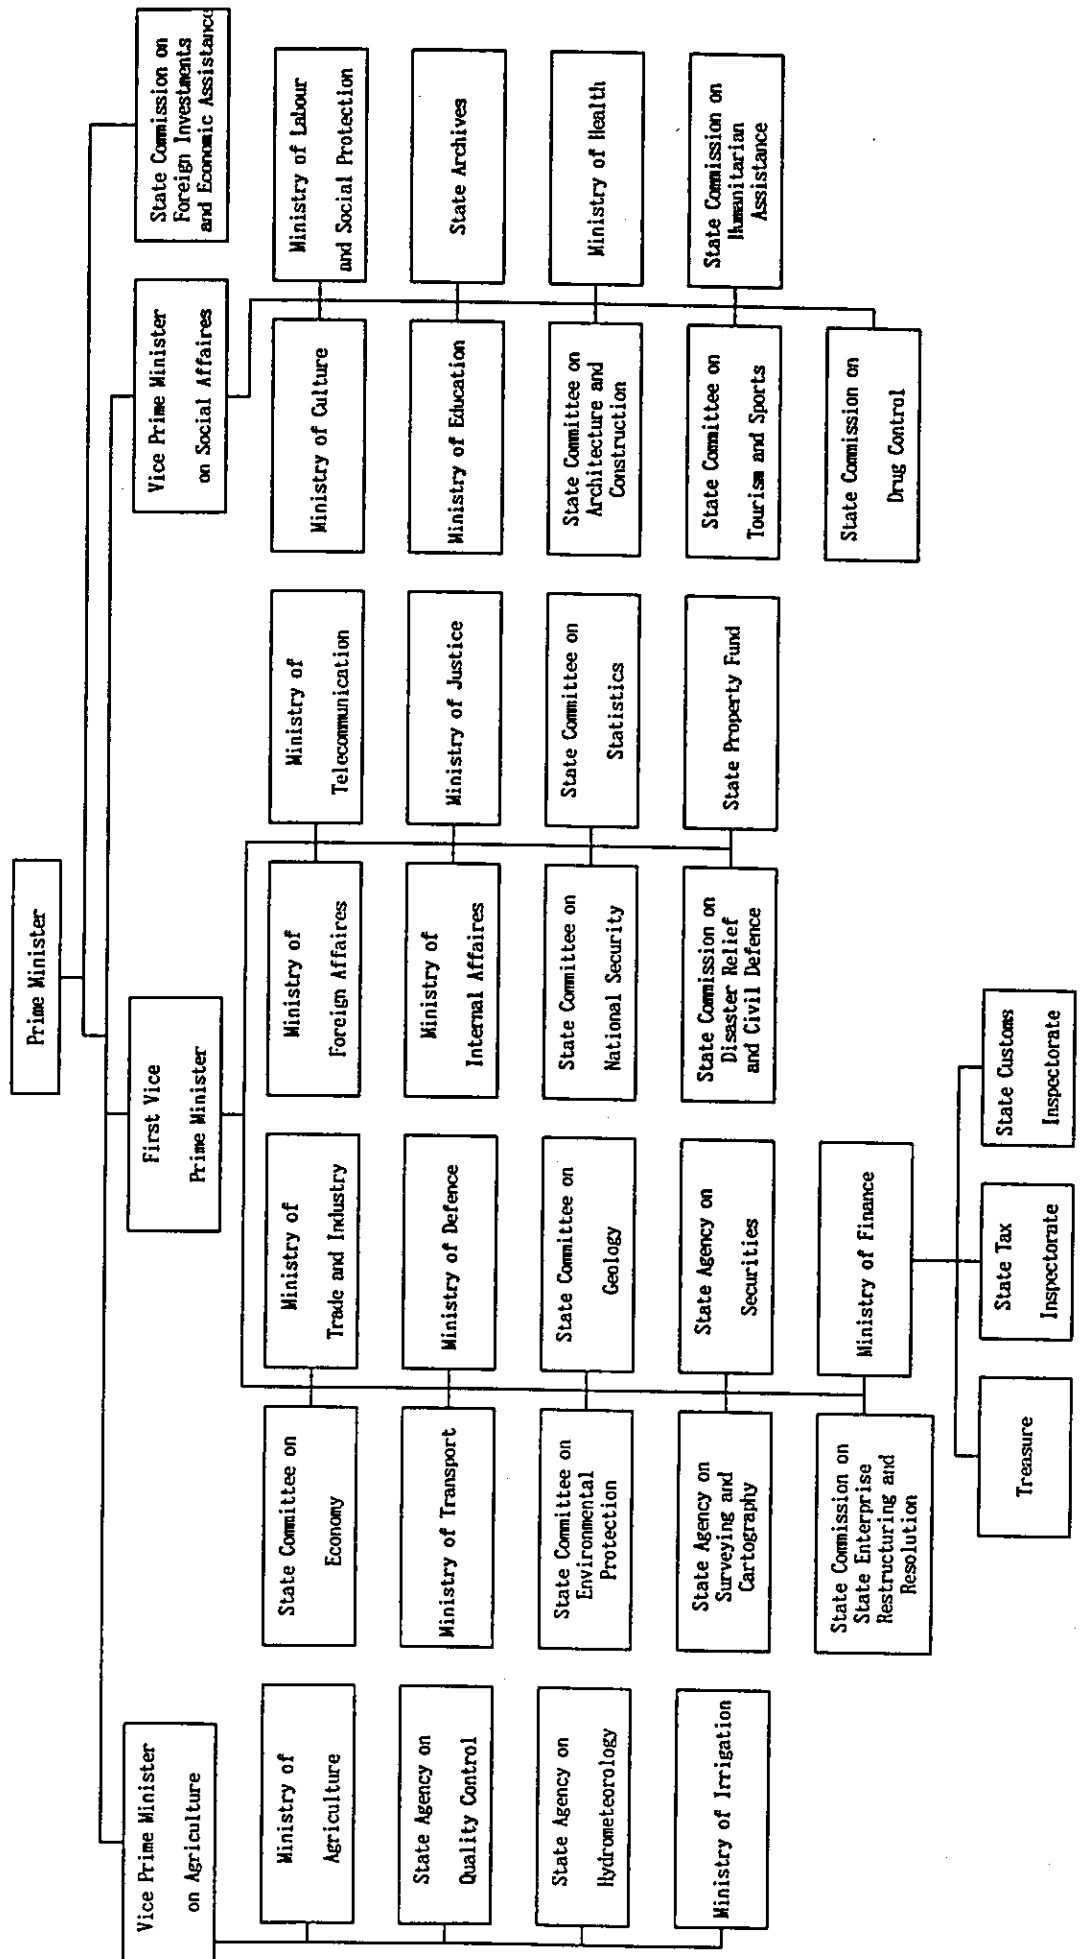 Prime Minister
Vice Prime Minister
on Agriculture
First Vice
Prime Minister
Vice Prime Minister
on Social Affaires
State Commission on
Foreign Investments
and Economic Assistance
Ministry of
Agriculture
State Committee on
Economy
Ministry of
Trade and Industry
Ministry of
Foreign Affaires
Ministry of
Telecommunication
Ministry of Culture
Ministry of Labour
and Social Protection
State Agency on
Quality Control
Ministry of Transport
Ministry of Defence
Ministry of
Internal Affaires
Ministry of Justice
Ministry of Education
State Archives
State Agency on
Hydrometeorology
State Committee on
Environmental
Protection
State Committee on
Geology
State Committee on
National Security
State Committee on
Statistics
State Committee on
Architecture and
Construction
Ministry of Health
Ministry of Irrigation
State Agency on
Surveying and
Cartography
State Agency on
Securities
State Commission on
Disaster Relief
and Civil Defence
State Property Fund
State Committee on
Tourism and Sports
State Commission on
Humanitarian
Assistance
State Commission on
State Enterprise
Restructuring and
Resolution
Ministry of Finance
State Commission on
Drug Control
Treasure
State Tax
Inspectorate
State Customs
Inspectorate